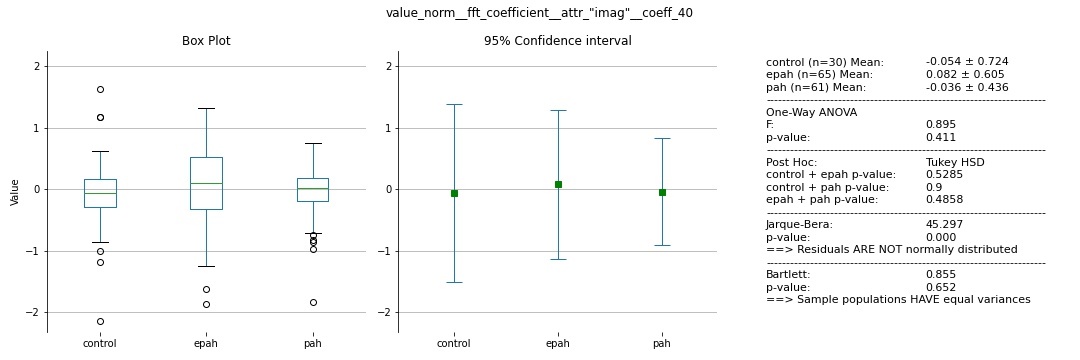 value_norm__fft_coefficient__attr_"imag"__coeff_40
Box Plot
Value
2
1
0
−1
−2
control epah pah
95% Confidence interval
2
1
0
−1
−2
control epah pah
control (n=30) Mean: -0.054 ± 0.724
epah (n=65) Mean: 0.082 ± 0.605
pah (n=61) Mean: -0.036 ± 0.436
One-Way ANOVA
F: 0.895
p-value: 0.411
Post Hoc: Tukey HSD
control + epah p-value: 0.5285
control + pah p-value: 0.9
epah + pah p-value: 0.4858
Jarque-Bera: 45.297
p-value: 0.000
==> Residuals ARE NOT normally distributed
Bartlett: 0.855
p-value: 0.652
==> Sample populations HAVE equal variances